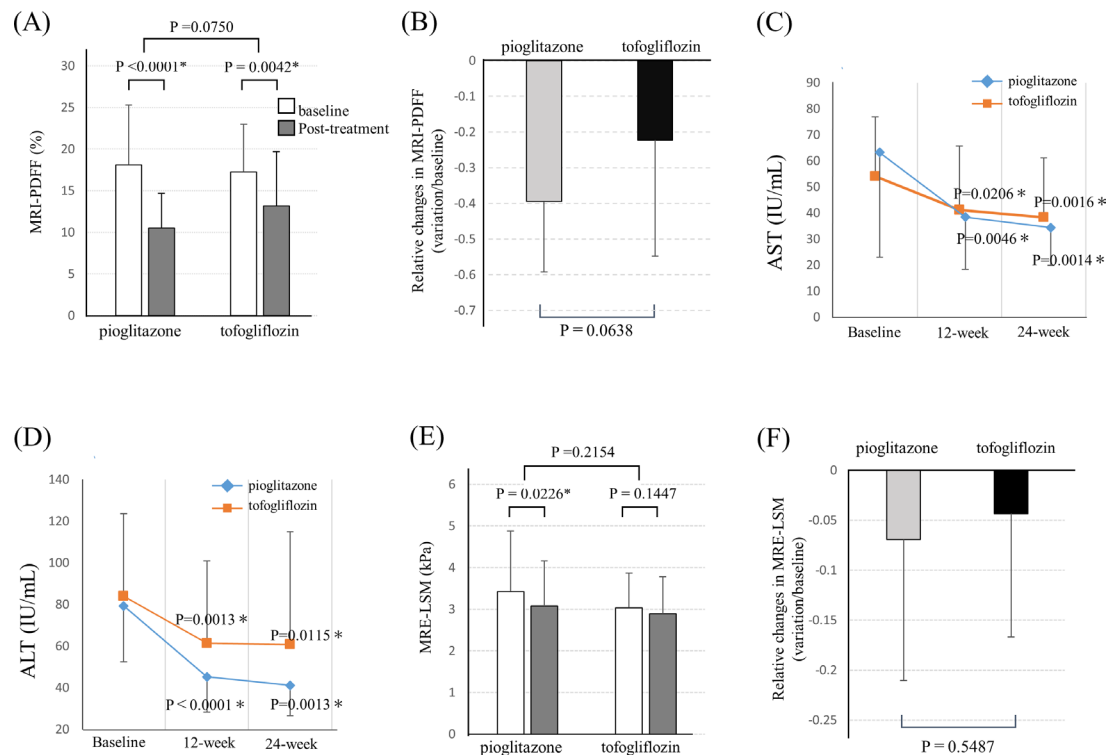 (A)
P =0.0750
P <0.0001*
P = 0.0042*
30
25
20
15
10
5
0
MRI-PDFF (%)
baseline
Post-treatment
pioglitazone
tofogliflozin
(B)
pioglitazone
tofogliflozin
0
-0.1
-0.2
-0.3
-0.4
-0.5
-0.6
-0.7
Relative changes in MRI-PDFF
(variation/baseline)
P = 0.0638
(C)
pioglitazone
tofogliflozin
90
80
70
60
50
40
30
20
10
0
AST (IU/mL)
P=0.0206 *
P=0.0016 *
P=0.0046 *
P=0.0014 *
Baseline
12-week
24-week
(D)
pioglitazone
tofogliflozin
140
120
100
80
60
40
20
ALT (IU/mL)
P=0.0013 *
P=0.0115 *
P < 0.0001 *
P=0.0013 *
Baseline
12-week
24-week
(E)
P =0.2154
P = 0.0226*
P = 0.1447
6
5
4
3
2
1
0
MRE-LSM (kPa)
pioglitazone
tofogliflozin
(F)
pioglitazone
tofogliflozin
0
-0.05
-0.1
-0.15
-0.2
-0.25
Relative changes in MRE-LSM
(variation/baseline)
P = 0.5487